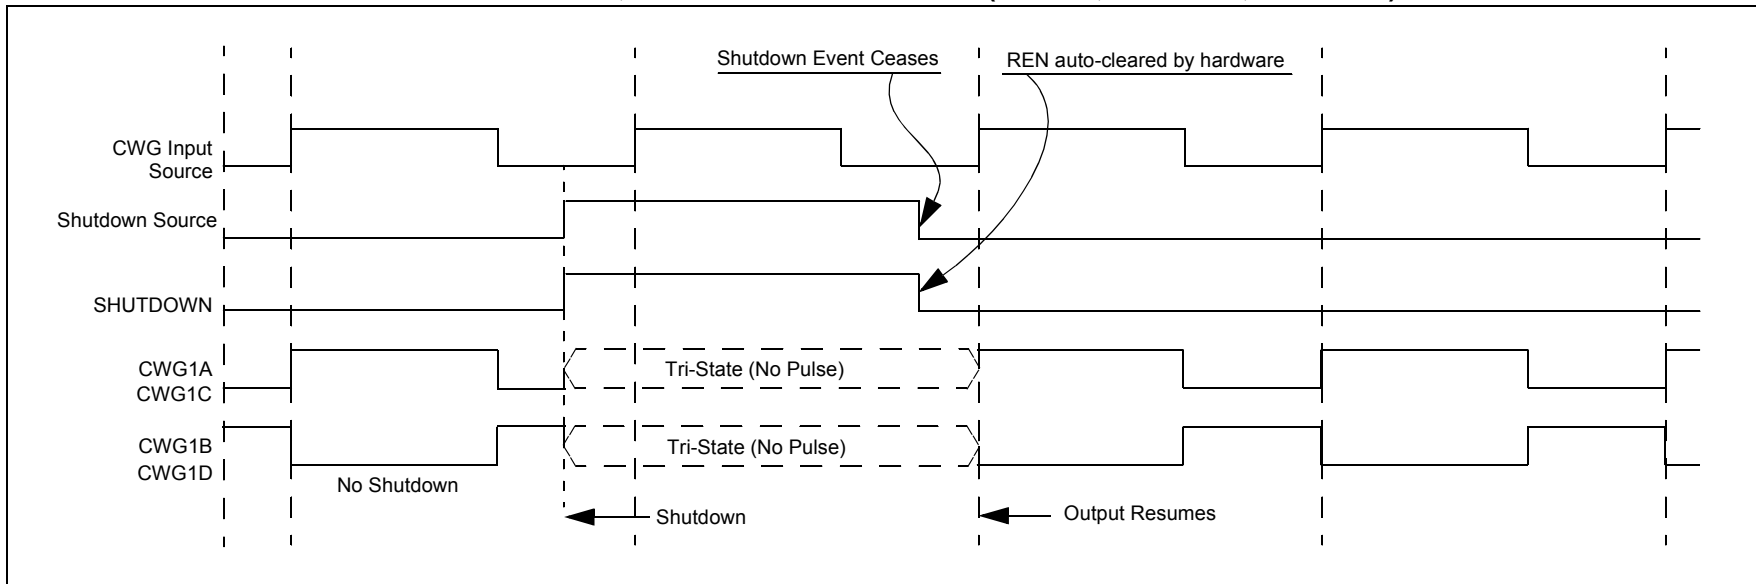 Shutdown Event Ceases
REN auto-cleared by hardware
CWG Input
Source
Shutdown Source
SHUTDOWN
CWG1A
CWG1C
Tri-State (No Pulse)
CWG1B
CWG1D
Tri-State (No Pulse)
No Shutdown
Shutdown
Output Resumes